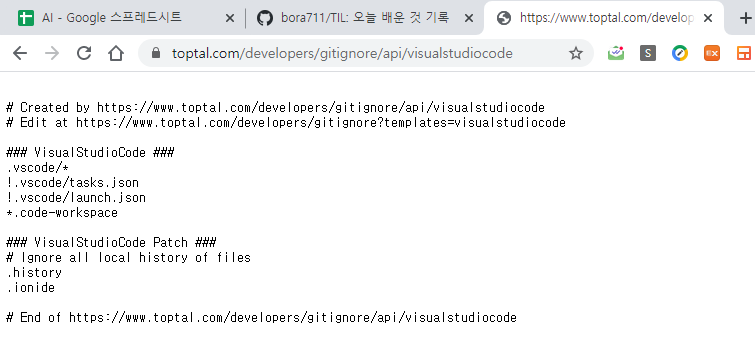 AI - Google 스프레드시트
bora711/TIL: 오늘 배운 것 기록
https://www.toptal.com/develop
toptal.com/developers/gitignore/api/visualstudiocode
S
EX
# Created by https://www.toptal.com/developers/gitignore/api/visualstudiocode
# Edit at https://www.toptal.com/developers/gitignore?templates=visualstudiocode
### VisualStudioCode ###
.vscode/*
!.vscode/tasks.json
!.vscode/launch.json
*.code-workspace
### VisualStudioCode Patch ###
# Ignore all local history of files
.history
.ionide
# End of https://www.toptal.com/developers/gitignore/api/visualstudiocode